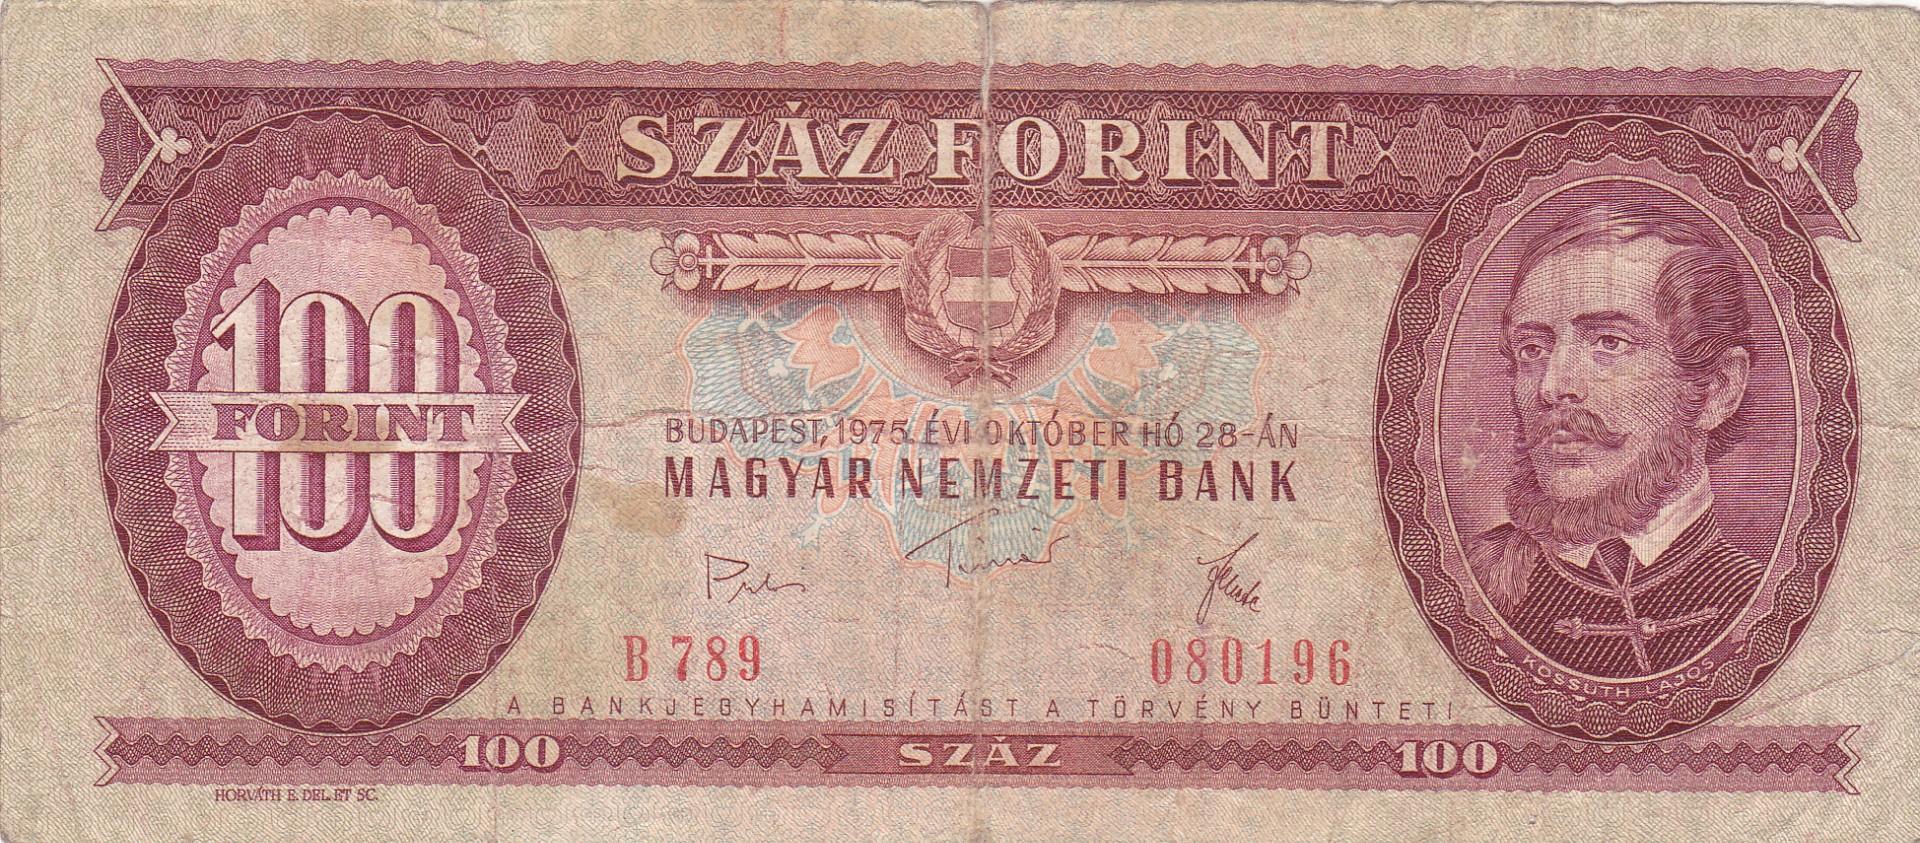 SZÁZ FORINT
100
FORINT
BUDAPEST, 1975. ÉVI OKTÓBER HÓ 28-ÁN
MAGYAR NEMZETI BANK
B 789
080196
KOSSUTH LAJOS
A BANKJEGYHAMISÍTÁST A TÖRVÉNY BÜNTETI
100
SZÁZ
100
HORVÁTH E. DEL. ET SC.